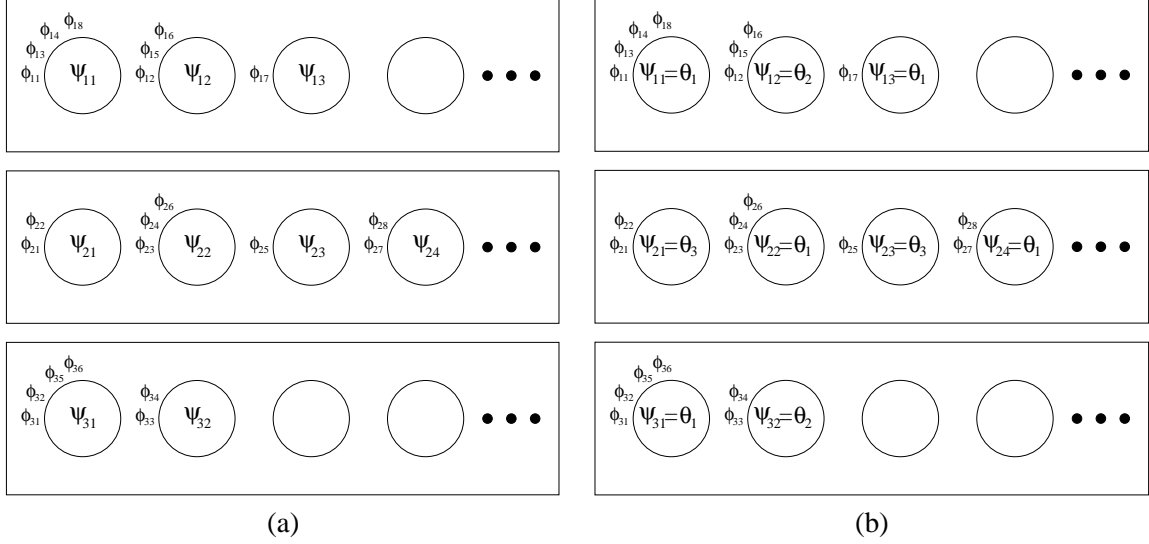 ϕ14 ϕ18
ϕ13
ϕ11 ψ11
ϕ16
ϕ15
ϕ12 ψ12
ϕ17 ψ13
ϕ22
ϕ21 ψ21
ϕ26
ϕ24
ϕ23 ψ22
ϕ25 ψ23
ϕ28
ϕ27 ψ24
ϕ35 ϕ36
ϕ32
ϕ31 ψ31
ϕ34
ϕ33 ψ32
(a)
ϕ14 ϕ18
ϕ13
ϕ11 ψ11=θ1
ϕ16
ϕ15
ϕ12 ψ12=θ2
ϕ17 ψ13=θ1
ϕ22
ϕ21 ψ21=θ3
ϕ26
ϕ24
ϕ23 ψ22=θ1
ϕ25 ψ23=θ3
ϕ28
ϕ27 ψ24=θ1
ϕ35 ϕ36
ϕ32
ϕ31 ψ31=θ1
ϕ34
ϕ33 ψ32=θ2
(b)